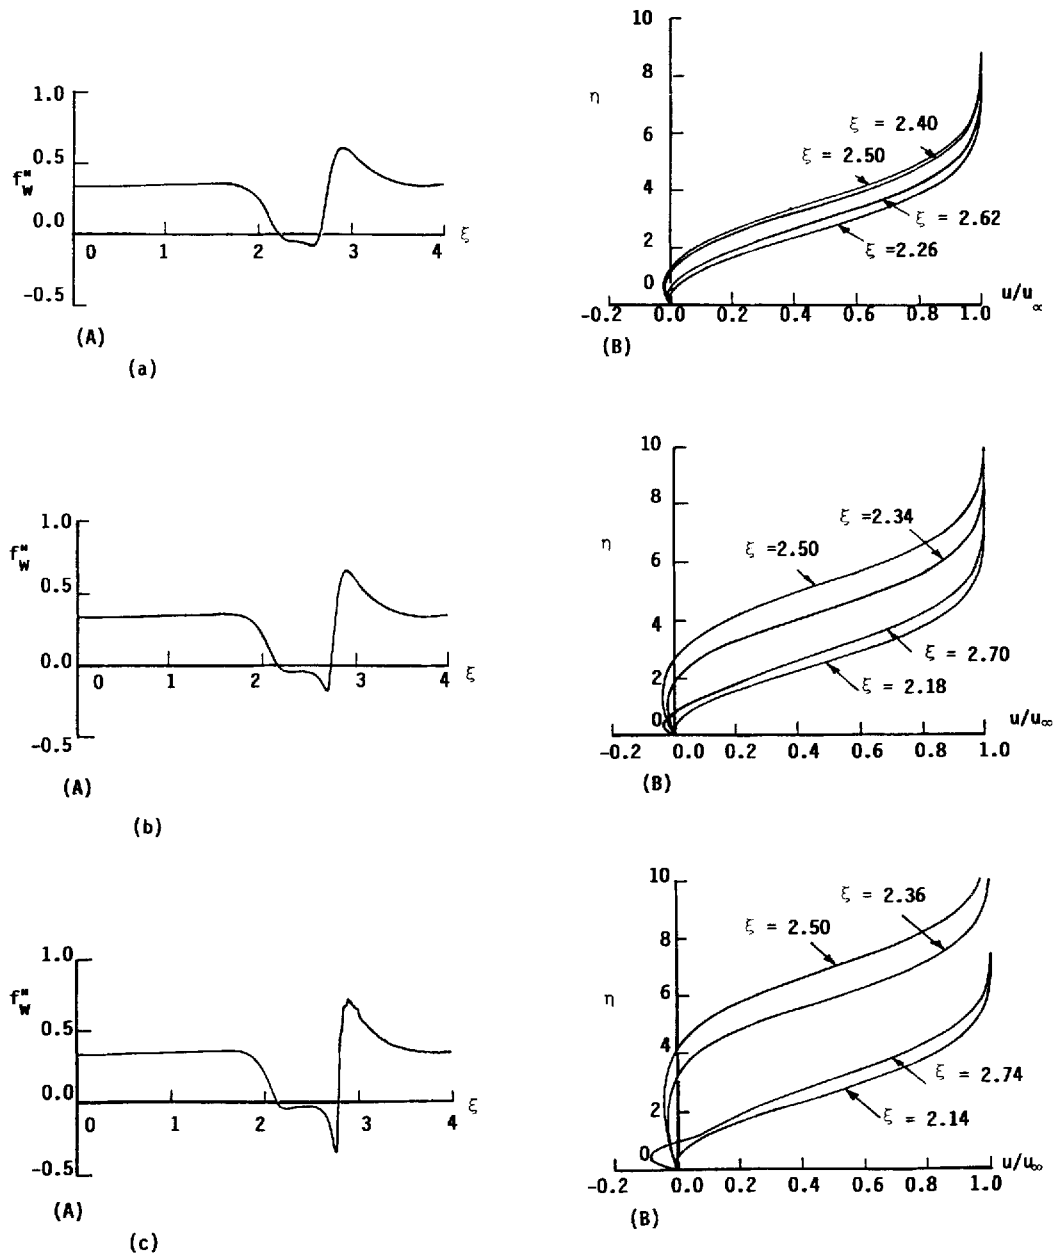 1.0
0.5
f"w
0.0
-0.5
0 1 2 3 4 ξ
(A)
(a)
10
8
η
6
4
2
0
ξ = 2.40
ξ = 2.50
ξ = 2.62
ξ =2.26
-0.2 0.0 0.2 0.4 0.6 0.8 1.0
u/u∝
(B)
1.0
f"w
0.5
0.0
-0.5
0 1 2 3 4 ξ
(A)
(b)
10
8
η
6
4
2
0
ξ =2.34
ξ =2.50
ξ = 2.70
ξ = 2.18
-0.2 0.0 0.2 0.4 0.6 0.8 1.0
u/u∞
(B)
1.0
f"w
0.5
0.0
-0.5
0 1 2 3 4 ξ
(A)
(c)
10
8
η
6
4
2
0
ξ = 2.36
ξ = 2.50
ξ = 2.74
ξ = 2.14
-0.2 0.0 0.2 0.4 0.6 0.8 1.0
u/u∞
(B)